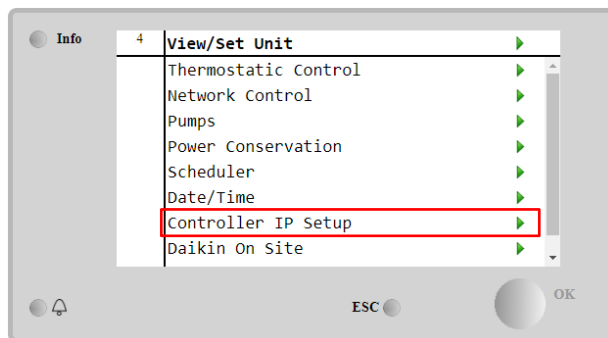 Info
4 View/Set Unit
Thermostatic Control
Network Control
Pumps
Power Conservation
Scheduler
Date/Time
Controller IP Setup
Daikin On Site
ESC
OK